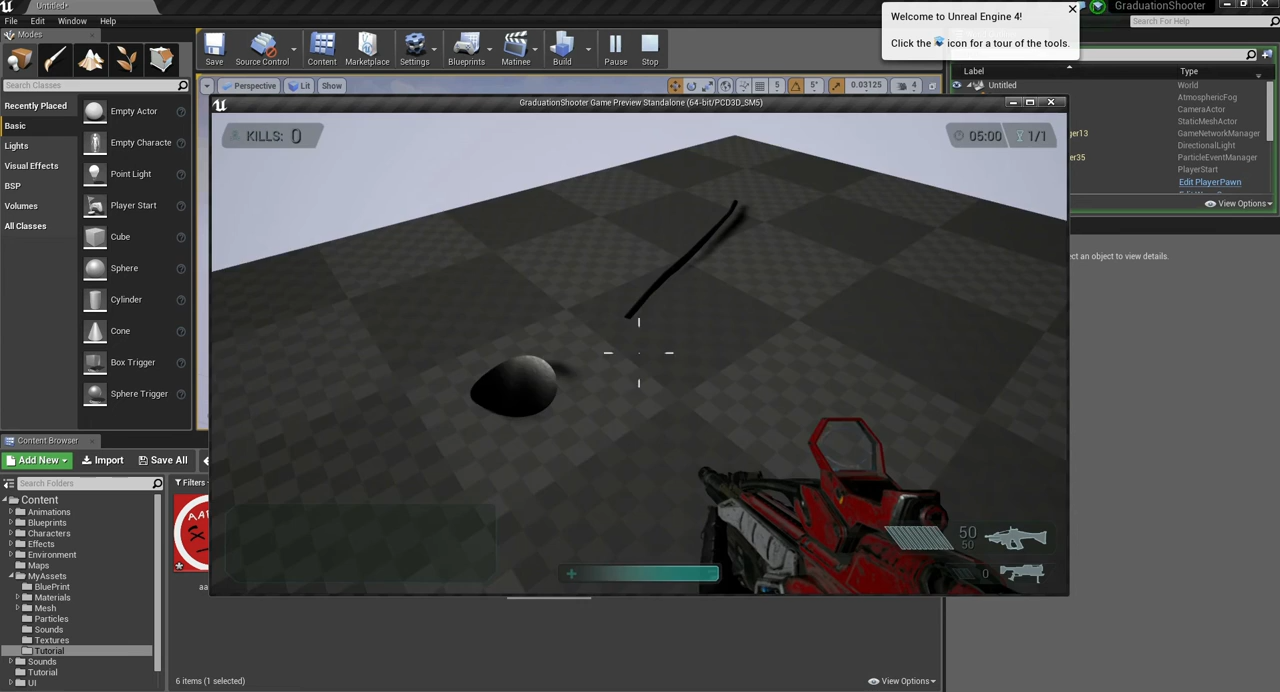 Untitled*
GraduationShooter
File Edit Window Help
Search For Help
Welcome to Unreal Engine 4!
Click the icon for a tour of the tools.
Modes
Search Classes
Recently Placed
Basic
Lights
Visual Effects
BSP
Volumes
All Classes
Empty Actor
Empty Characte
Point Light
Player Start
Cube
Sphere
Cylinder
Cone
Box Trigger
Sphere Trigger
Save Source Control Content Marketplace Settings Blueprints Matinee Build Pause Stop
Perspective Lit Show 5 5° 0.03125 4
GraduationShooter Game Preview Standalone (64-bit/PCD3D_SM5)
KILLS: 0
05:00 1/1
50
50
0
Label Type
Untitled World
AtmosphericFog
CameraActor
StaticMeshActor
ger13 GameNetworkManager
DirectionalLight
er35 ParticleEventManager
PlayerStart
Edit PlayerPawn
View Options
ct an object to view details.
Content Browser
Add New Import Save All
Search Folders
Filters
Content
Animations
Blueprints
Characters
Effects
Environment
Maps
MyAssets
BluePrint
Materials
Mesh
Particles
Sounds
Textures
Tutorial
Sounds
Tutorial
UI
aa
6 items (1 selected)
View Options